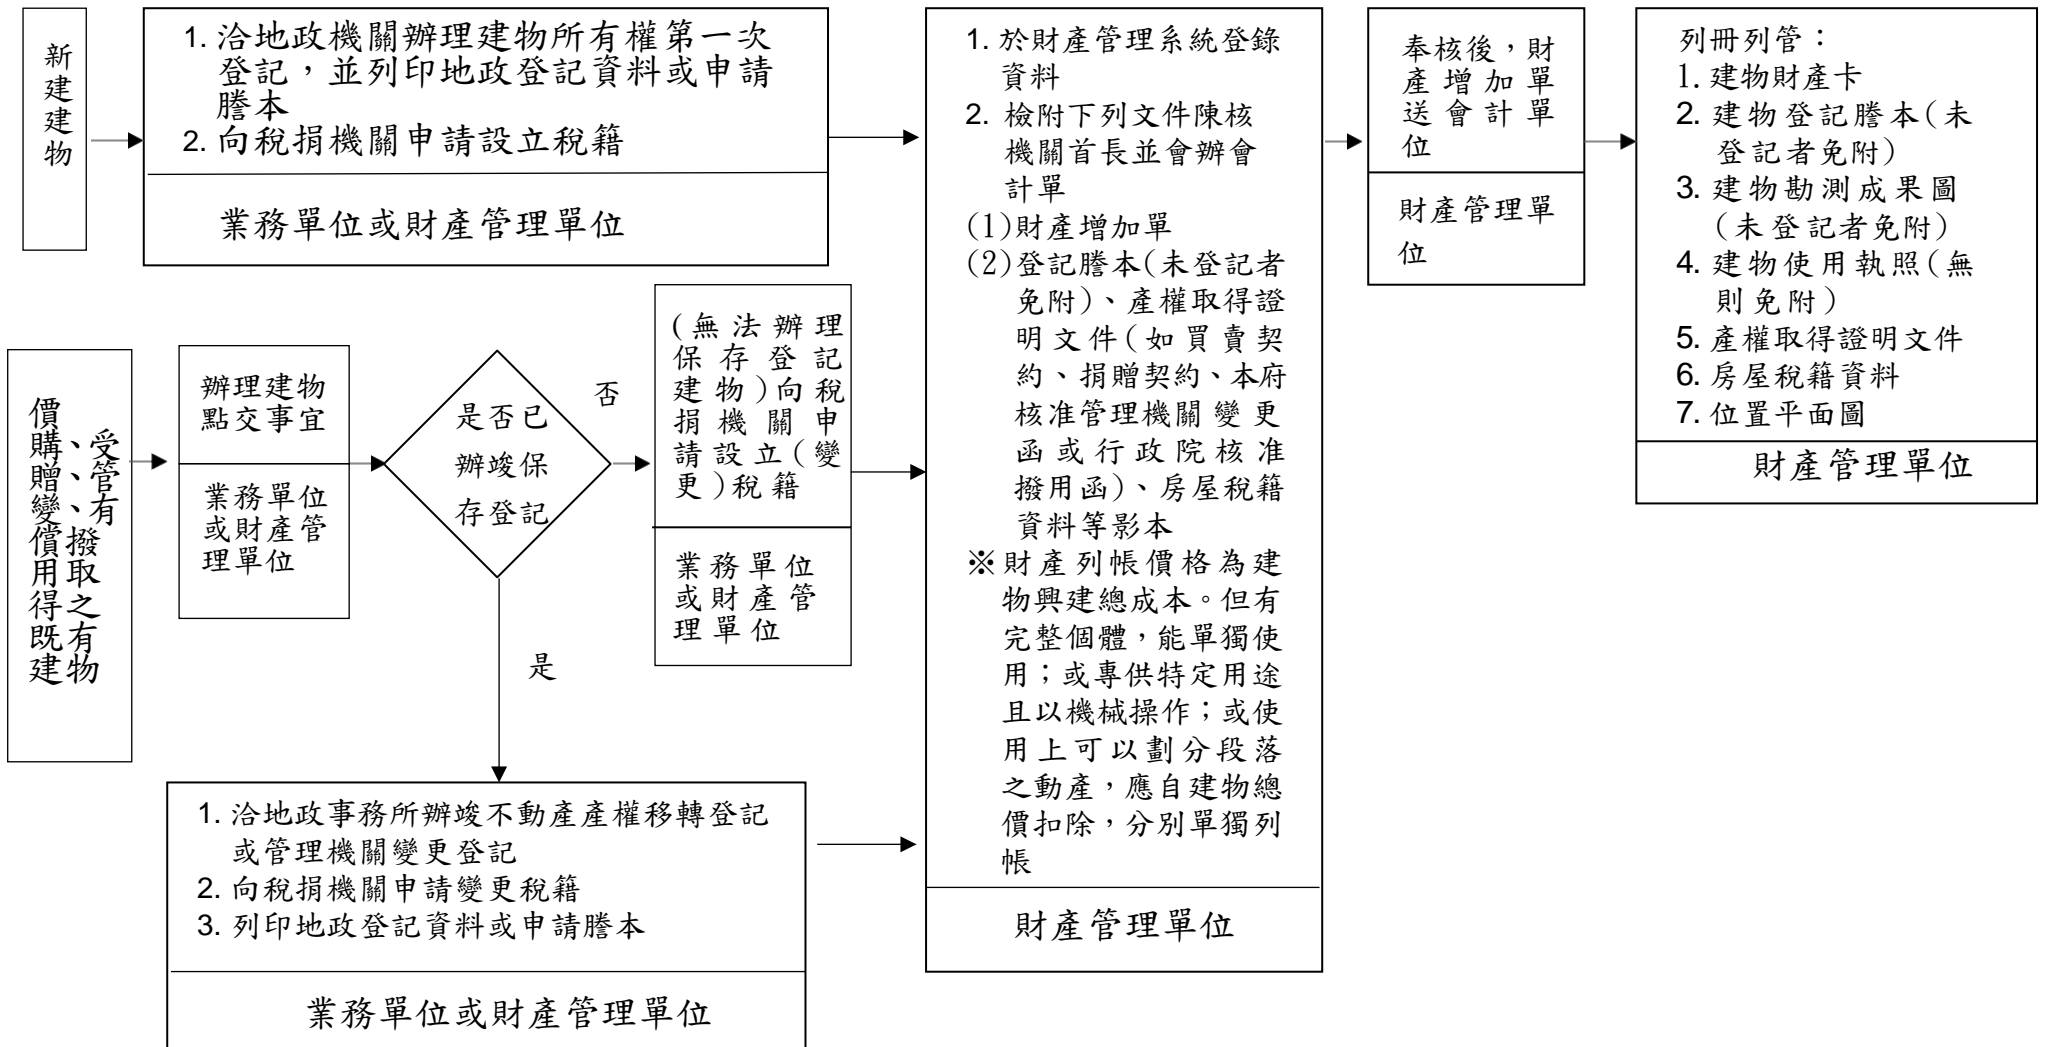 新建建物
1. 洽地政機關辦理建物所有權第一次
登記，並列印地政登記資料或申請
謄本
2. 向稅捐機關申請設立稅籍
業務單位或財產管理單位
價購、受
贈、管
變、有
償撥
用取
得之
既有
建物
辦理建物
點交事宜
業務單位
或財產管
理單位
是否已
辦竣保
存登記
否
是
(無法辦理
保存登記
建物)向稅
捐機關申
請設立(變
更)稅籍
業務單位
或財產管
理單位
1. 洽地政事務所辦竣不動產產權移轉登記
或管理機關變更登記
2. 向稅捐機關申請變更稅籍
3. 列印地政登記資料或申請謄本
業務單位或財產管理單位
1. 於財產管理系統登錄
資料
2. 檢附下列文件陳核
機關首長並會辦會
計單
(1)財產增加單
(2)登記謄本(未登記者
免附)、產權取得證
明文件(如買賣契
約、捐贈契約、本府
核准管理機關變更
函或行政院核准
撥用函)、房屋稅籍
資料等影本
※財產列帳價格為建
物興建總成本。但有
完整個體，能單獨使
用；或專供特定用途
且以機械操作；或使
用上可以劃分段落
之動產，應自建物總
價扣除，分別單獨列
帳
財產管理單位
奉核後，財
產增加單
送會計單
位
財產管理單
位
列冊列管：
1. 建物財產卡
2. 建物登記謄本(未
登記者免附)
3. 建物勘測成果圖
(未登記者免附)
4. 建物使用執照(無
則免附)
5. 產權取得證明文件
6. 房屋稅籍資料
7. 位置平面圖
財產管理單位